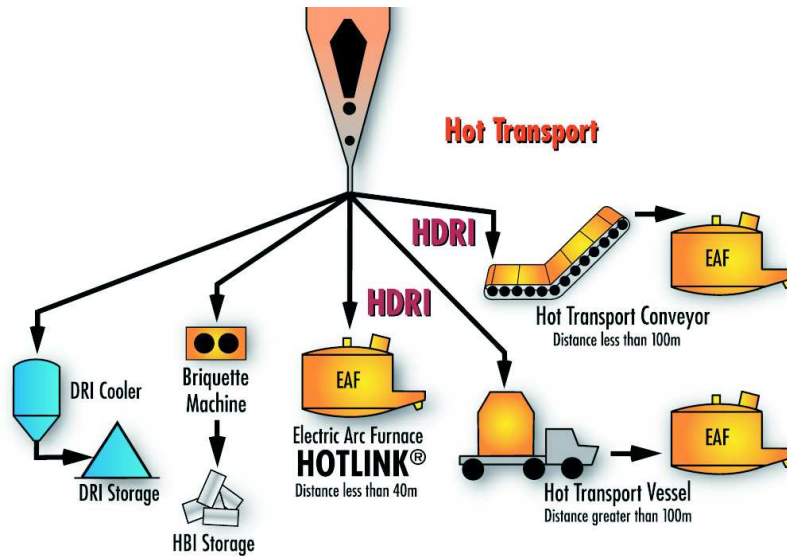 Hot Transport
HDRI
HDRI
EAF
Hot Transport Conveyor
Distance less than 100m
DRI Cooler
DRI Storage
Briquette
Machine
HBI Storage
EAF
Electric Arc Furnace
HOTLINK®
Distance less than 40m
EAF
Hot Transport Vessel
Distance greater than 100m